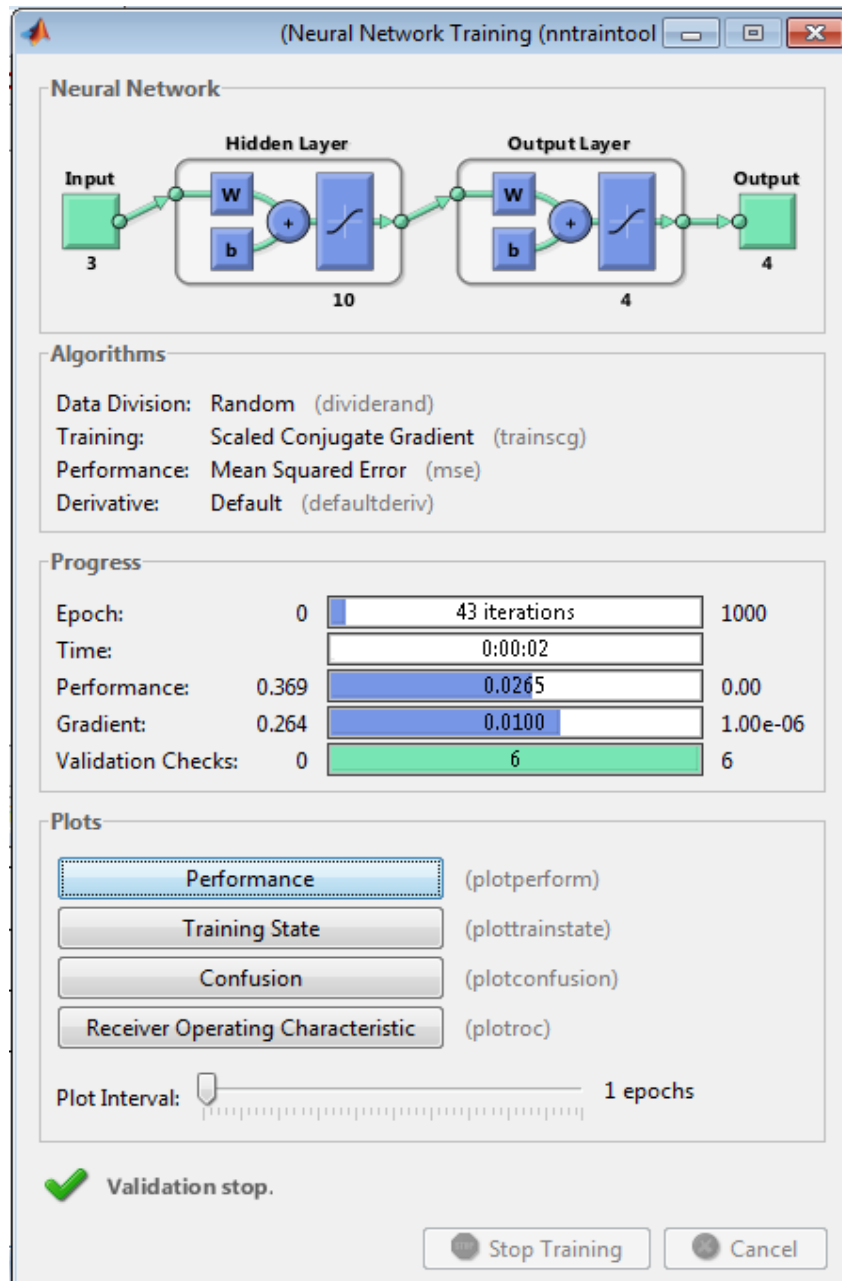 (Neural Network Training (nntraintool
Neural Network
Hidden Layer Output Layer
Input Output
W W
+ +
b b
3 4
10 4
Algorithms
Data Division: Random (dividerand)
Training: Scaled Conjugate Gradient (trainscg)
Performance: Mean Squared Error (mse)
Derivative: Default (defaultderiv)
Progress
Epoch: 0 43 iterations 1000
Time: 0:00:02
Performance: 0.369 0.0265 0.00
Gradient: 0.264 0.0100 1.00e-06
Validation Checks: 0 6 6
Plots
Performance (plotperform)
Training State (plottrainstate)
Confusion (plotconfusion)
Receiver Operating Characteristic (plotroc)
Plot Interval: 1 epochs
Validation stop.
Stop Training Cancel